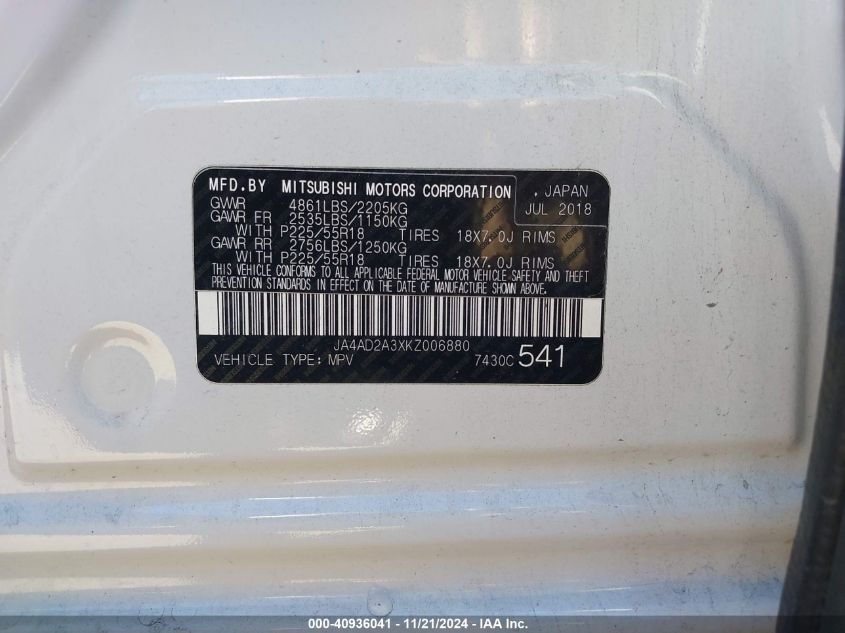 MFD.BY MITSUBISHI MOTORS CORPORATION , JAPAN
GWWR 4861LBS/2205KG JUL 2018
GAWR FR 2535LBS/1150KG
WITH P225/55R18 TIRES 18X7.0J RIMS
GAWR RR 2756LBS/1250KG
WITH P225/55R18 TIRES 18X7.0J RIMS
THIS VEHICLE CONFORMS TO ALL APPLICABLE FEDERAL MOTOR VEHICLE SAFETY AND THEFT
PREVENTION STANDARDS IN EFFECT ON THE DATE OF MANUFACTURE SHOWN ABOVE.
JA4AD2A3XKZ006880
VEHICLE TYPE: MPV 7430C 541
000-40936041 - 11/21/2024 - IAA Inc.